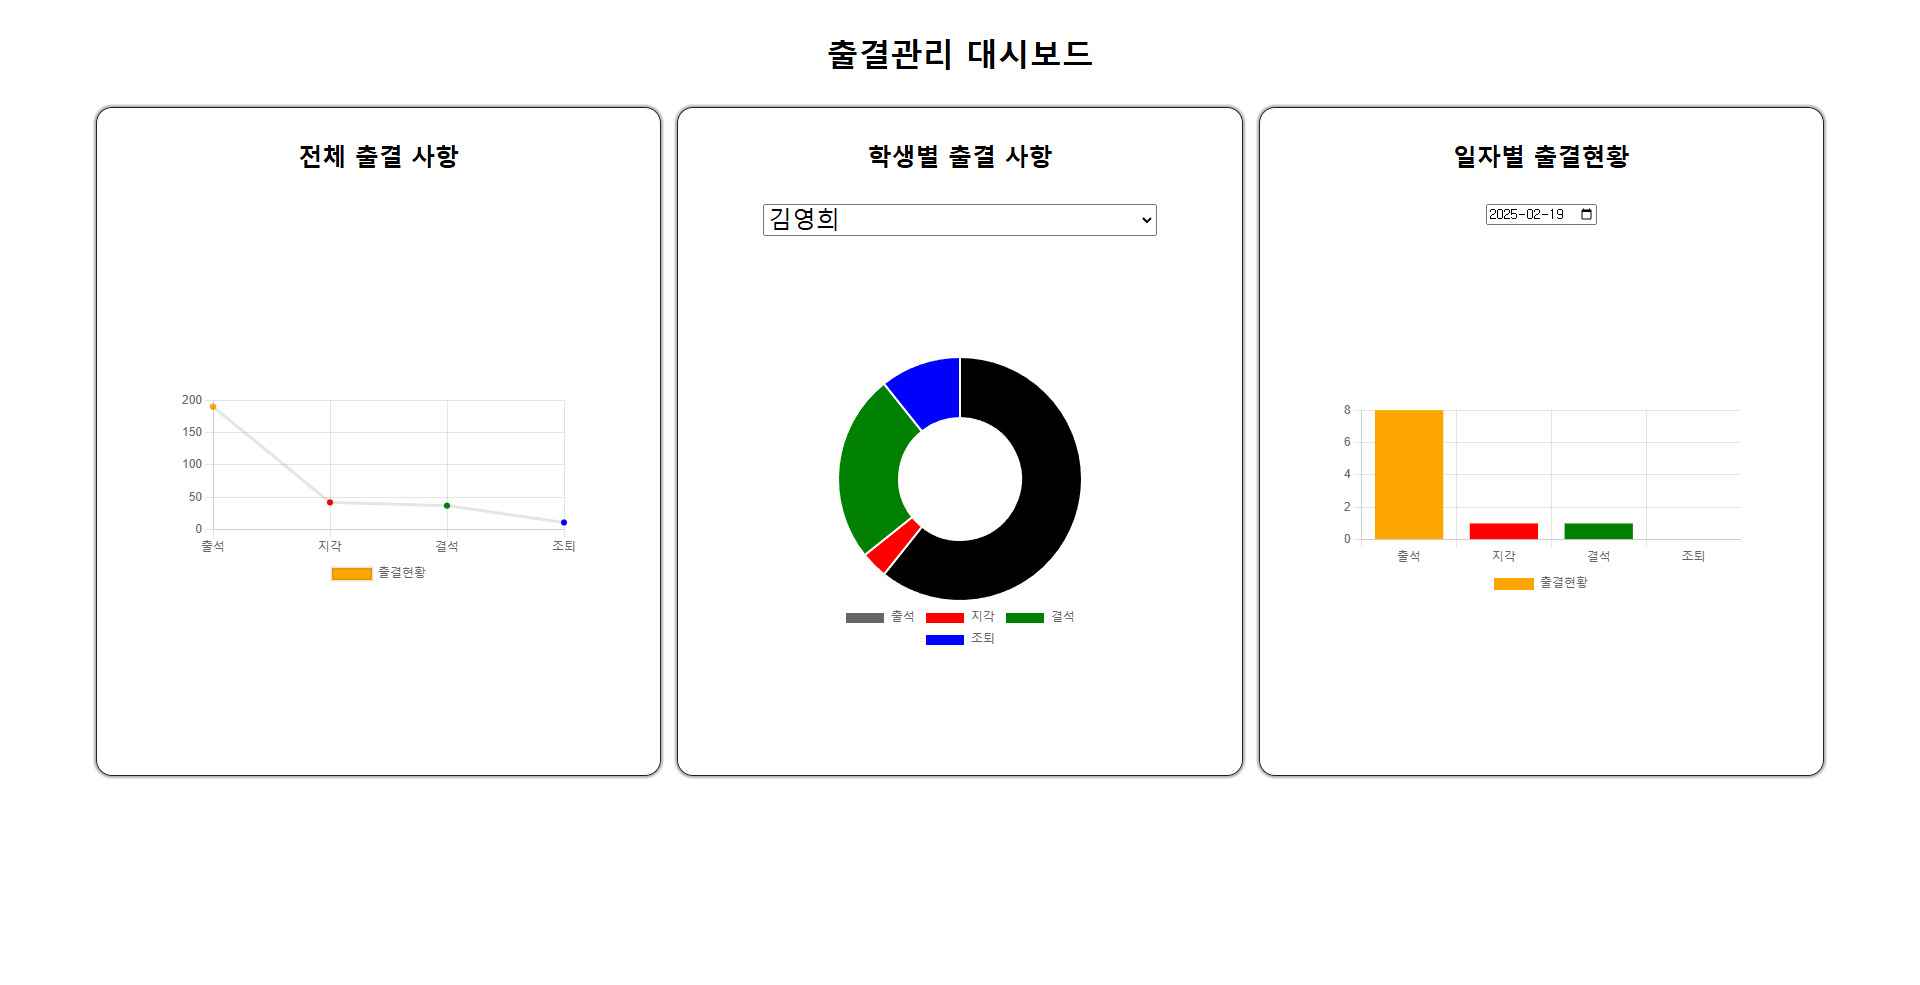 출결관리 대시보드
전체 출결 사항
200
150
100
50
0
출석 지각 결석 조퇴
출결현황
학생별 출결 사항
김영희
출석 지각 결석
조퇴
일자별 출결현황
2025-02-19
8
6
4
2
0
출석 지각 결석 조퇴
출결현황